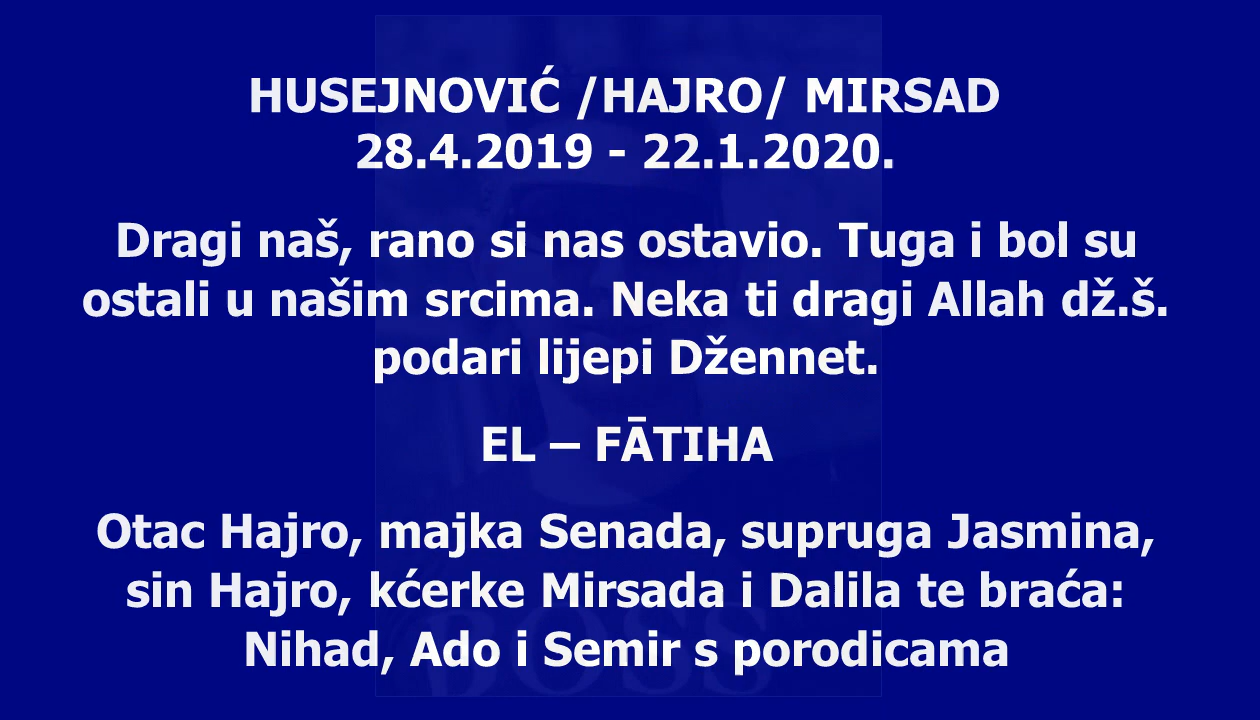 HUSEJNOVIĆ /HAJRO/ MIRSAD
28.4.2019 - 22.1.2020.
Dragi naš, rano si nas ostavio. Tuga i bol su
ostali u našim srcima. Neka ti dragi Allah dž.š.
podari lijepi Džennet.
EL – FĀTIHA
Otac Hajro, majka Senada, supruga Jasmina,
sin Hajro, kćerke Mirsada i Dalila te braća:
Nihad, Ado i Semir s porodicama
BOSS